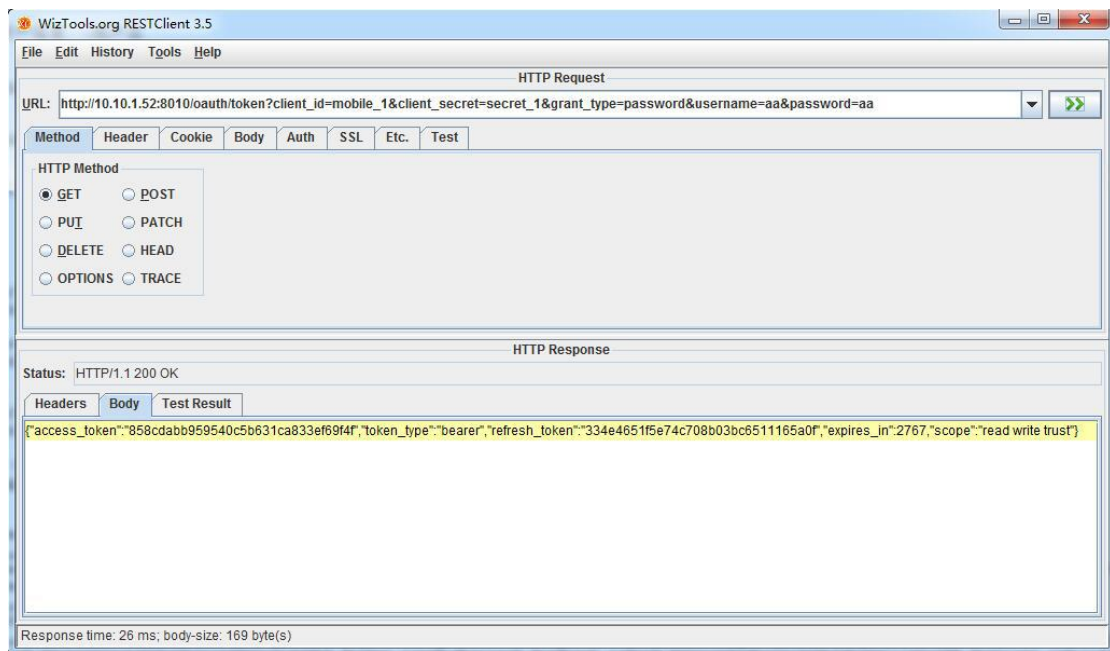 WizTools.org RESTClient 3.5
File Edit History Tools Help
HTTP Request
URL: http://10.10.1.52:8010/oauth/token?client_id=mobile_1&client_secret=secret_1&grant_type=password&username=aa&password=aa
Method Header Cookie Body Auth SSL Etc. Test
HTTP Method
GET POST
PUT PATCH
DELETE HEAD
OPTIONS TRACE
HTTP Response
Status: HTTP/1.1 200 OK
Headers Body Test Result
{"access_token":"858cdabb959540c5b631ca833ef69f4f","token_type":"bearer","refresh_token":"334e4651f5e74c708b03bc6511165a0f","expires_in":2767,"scope":"read write trust"}
Response time: 26 ms; body-size: 169 byte(s)